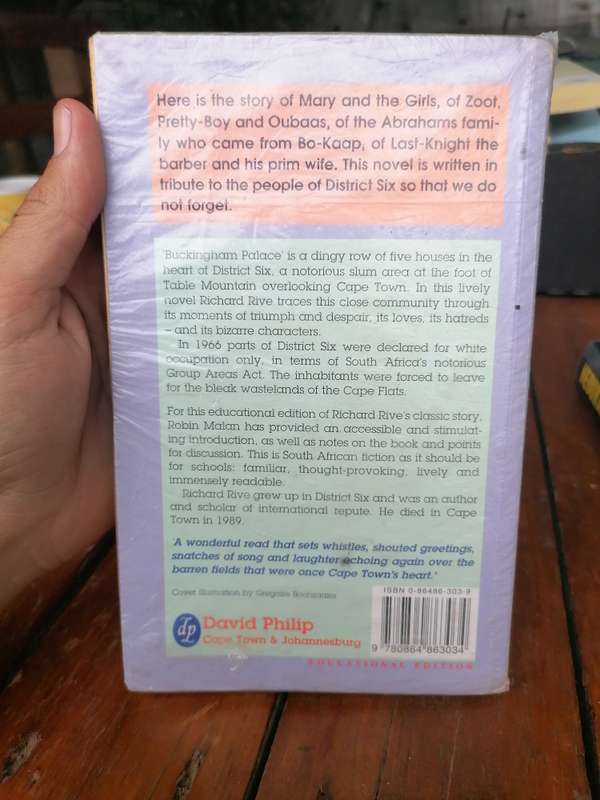 Here is the story of Mary and the Girls, of Zoot,
Pretty-Boy and Oubaas, of the Abrahams fami-
ly who came from Bo-Kaap, of Last-Knight the
barber and his prim wife. This novel is written in
tribute to the people of District Six so that we do
not forget.
'Buckingham Palace' is a dingy row of five houses in the
heart of District Six, a notorious slum area at the foot of
Table Mountain overlooking Cape Town. In this lively
novel Richard Rive traces this close community through
its moments of triumph and despair, its loves, its hatreds
– and its bizarre characters.
In 1966 parts of District Six were declared for white
occupation only, in terms of South Africa's notorious
Group Areas Act. The inhabitants were forced to leave
for the bleak wastelands of the Cape Flats.
For this educational edition of Richard Rive's classic story,
Robin Malan has provided an accessible and stimulat-
ing introduction, as well as notes on the book and points
for discussion. This is South African fiction as it should be
for schools: familiar, thought-provoking, lively and
immensely readable.
Richard Rive grew up in District Six and was an author
and scholar of international repute. He died in Cape
Town in 1989.
'A wonderful read that sets whistles, shouted greetings,
snatches of song and laughter echoing again over the
barren fields that were once Cape Town's heart.'
Cover illustration by
ISBN 0-86486-303-9
dp David Philip
Cape Town & Johannesburg
9 780864 863034
EDUCATIONAL EDITION